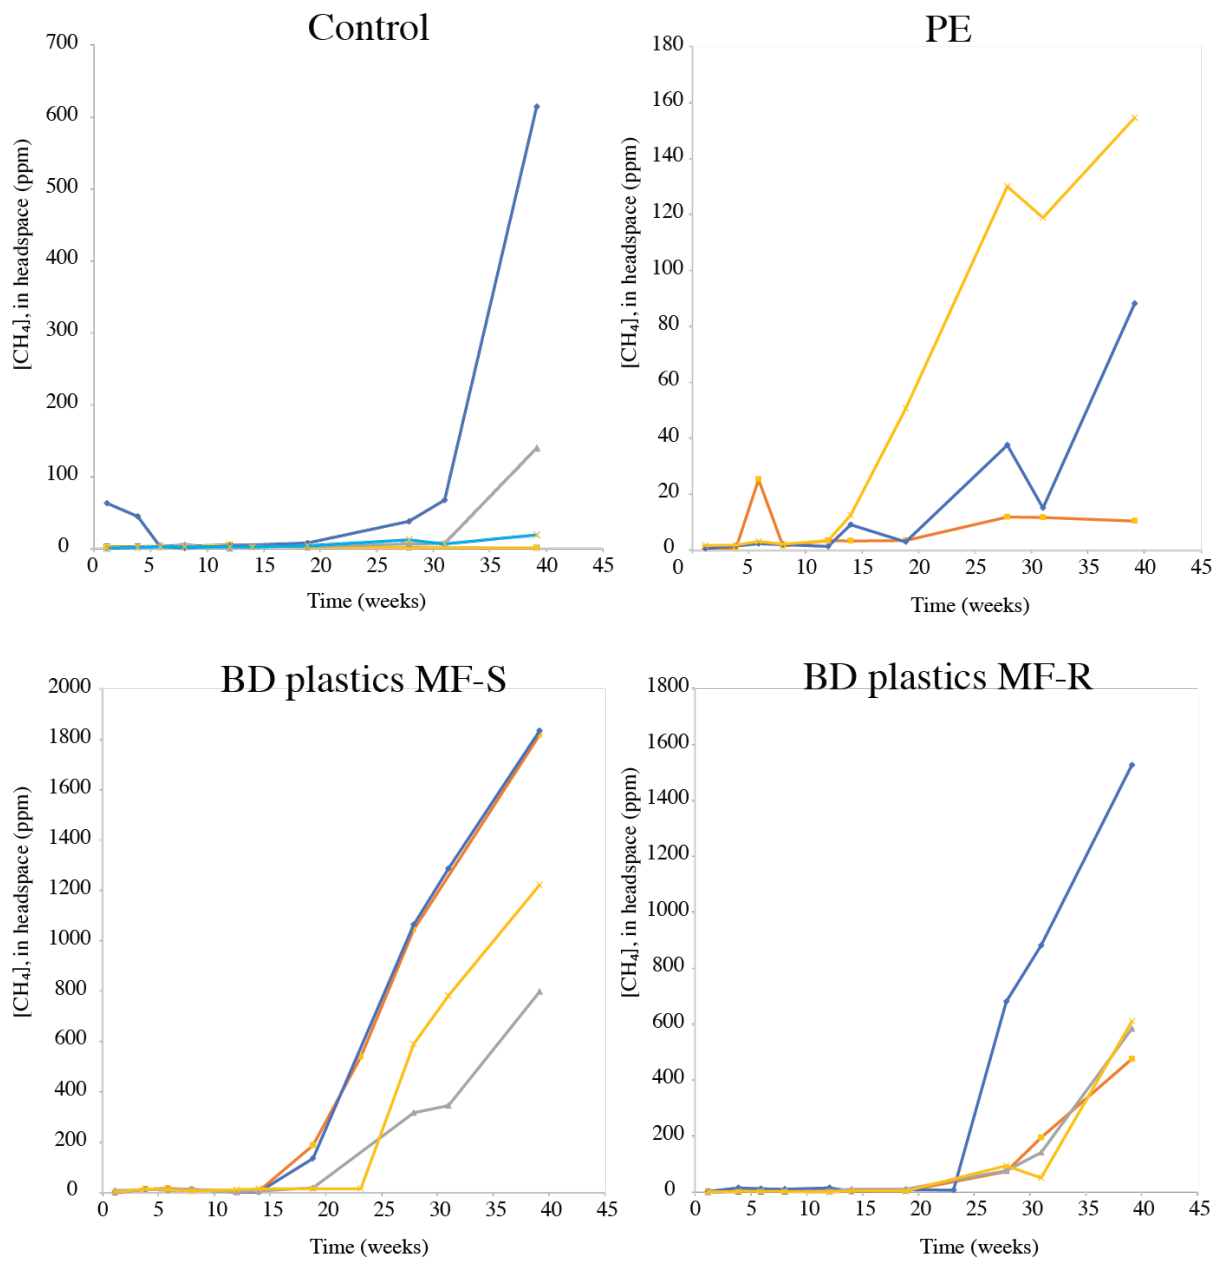 Control
700
600
500
400
300
200
100
0
[CH₄], in headspace (ppm)
0 5 10 15 20 25 30 35 40 45
Time (weeks)
PE
180
160
140
120
100
80
60
40
20
0
[CH₄], in headspace (ppm)
0 5 10 15 20 25 30 35 40 45
Time (weeks)
BD plastics MF-S
2000
1800
1600
1400
1200
1000
800
600
400
200
0
[CH₄], in headspace (ppm)
0 5 10 15 20 25 30 35 40 45
Time (weeks)
BD plastics MF-R
1800
1600
1400
1200
1000
800
600
400
200
0
[CH₄], in headspace (ppm)
0 5 10 15 20 25 30 35 40 45
Time (weeks)